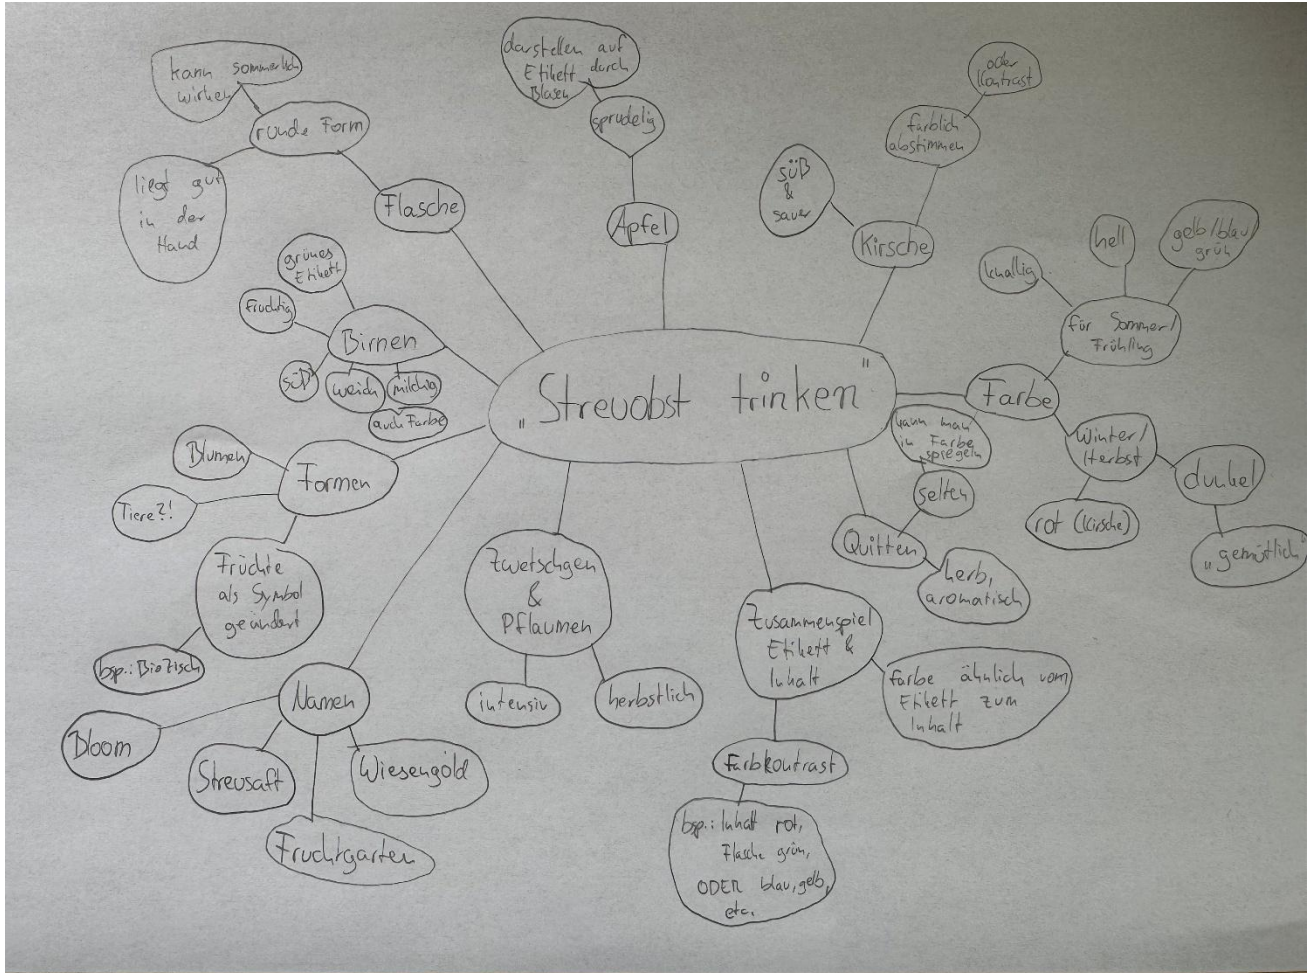 „Streuobst trinken"
Flasche
runde Form
kann sommerlich
wirken
liegt gut
in der
Hand
Apfel
sprudelig
darstellen auf
Etikett durch
Blasen
Kirsche
süß
&
sauer
farblich
abstimmen
oder
Kontrast
Farbe
für Sommer/
Frühling
knallig
hell
gelb/blau/
grün
Winter/
Herbst
rot (Kirsche)
dunkel
„gemütlich"
Quitten
selten
kann man
in Farbe
spiegeln
herb,
aromatisch
Zusammenspiel
Etikett &
Inhalt
farbe ähnlich vom
Etikett zum
Inhalt
Farbkontrast
bsp.: Inhalt rot,
Flasche grün,
ODER blau, gelb,
etc.
Zwetschgen
&
Pflaumen
intensiv
herbstlich
Namen
Bloom
Streusaft
Fruchtgarten
Wiesengold
Formen
Blumen
Tiere?!
Früchte
als Symbol
geändert
bsp.: BioZisch
Birnen
grünes
Etikett
fruchtig
süß
weich
milchig
auch Farbe